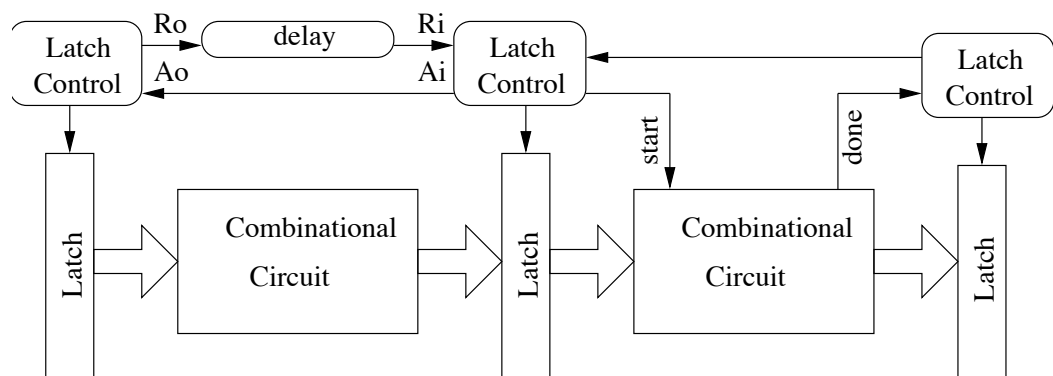 Ro
delay
Ri
Latch
Control
Ao
Ai
Latch
Control
Latch
Control
start
done
Latch
Combinational
Circuit
Latch
Combinational
Circuit
Latch